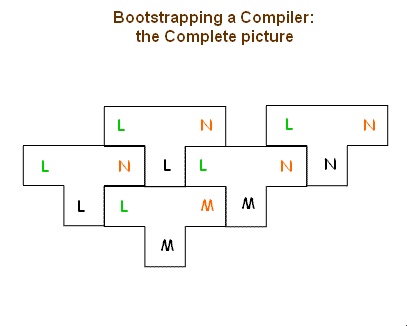 Bootstrapping a Compiler:
the Complete picture
L N L N
L N L L N N
L L M M
M